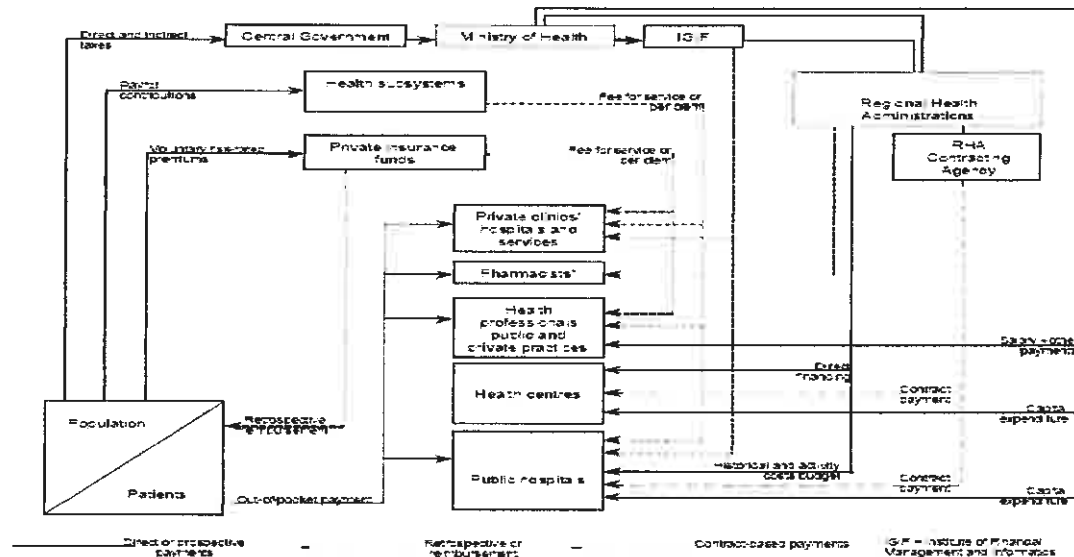 Direct and indirect
taxes
Central Government
Ministry of Health
IGIF
Payroll
contributions
Health subsystems
Fee for service or
per diem
Regional Health
Administrations
Voluntary risk-rated
premiums
Private insurance
funds
Fee for service or
per diem
RHA
Contracting
Agency
Private clinics'
hospitals and
services
Pharmacists*
Health
professionals
public and
private practices
Salary + other
payments
Direct
financing
Health centres
Contract
payment
Capital
expenditure
Population
Patients
Retrospective
reimbursement
Out-of-pocket payment
Public hospitals
Historical and activity
costs budget
Contract
payment
Capital
expenditure
Direct or prospective
payments
Retrospective or
reimbursement
Contract-based payments
IGIF = Institute of Financial
Management and Informatics